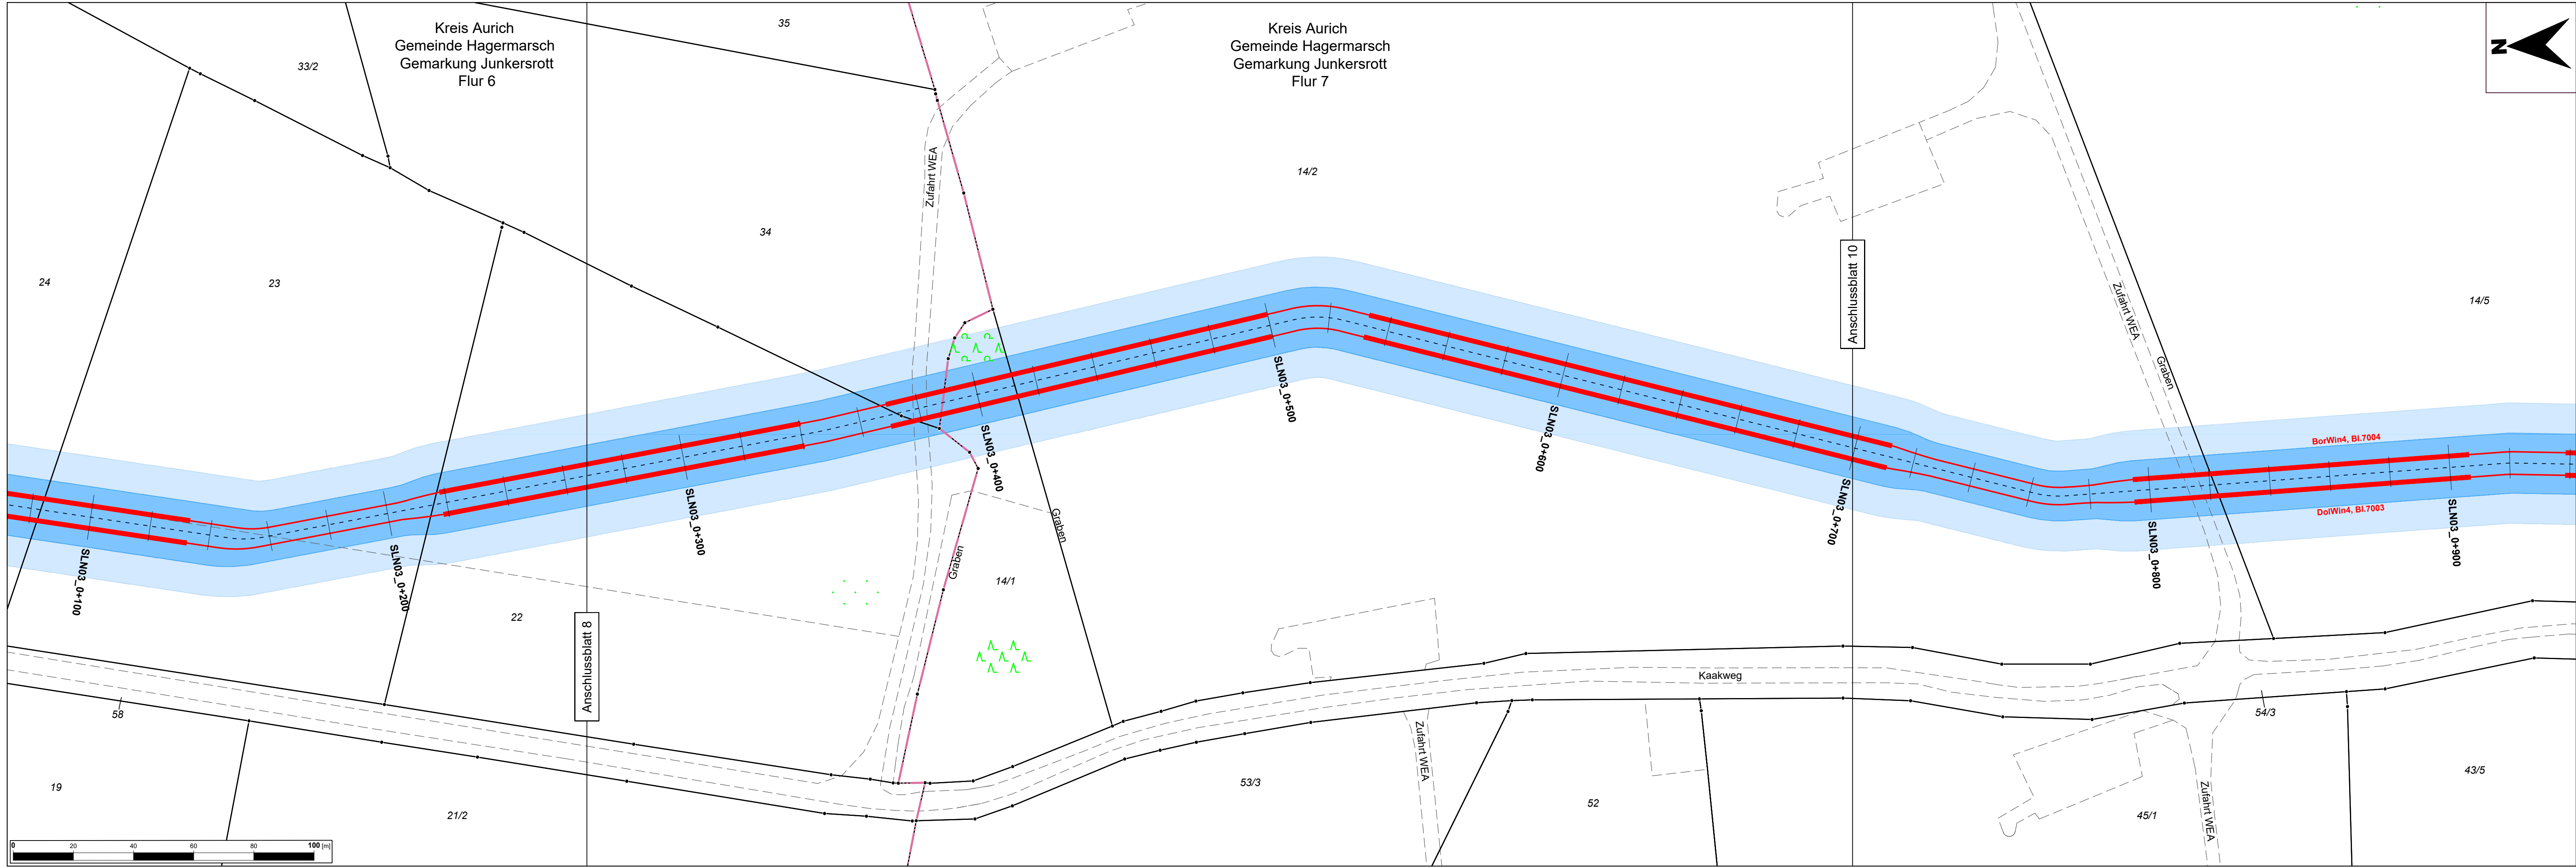 Kreis Aurich
Gemeinde Hagermarsch
Gemarkung Junkersrott
Flur 6
35
Kreis Aurich
Gemeinde Hagermarsch
Gemarkung Junkersrott
Flur 7
N
33/2
Zufahrt WEA
14/2
34
24
23
Anschlussblatt 10
Zufahrt WEA
14/5
Graben
SLN03_0+500
SLN03_0+600
BorWin4, Bl.7004
SLN03_0+400
SLN03_0+300
SLN03_0+700
DolWin4, Bl.7003
SLN03_0+900
SLN03_0+800
SLN03_0+100
SLN03_0+200
Graben
Graben
14/1
22
Anschlussblatt 8
Kaakweg
58
54/3
Zufahrt WEA
19
53/3
52
43/5
21/2
45/1
Zufahrt WEA
0 20 40 60 80 100 [m]